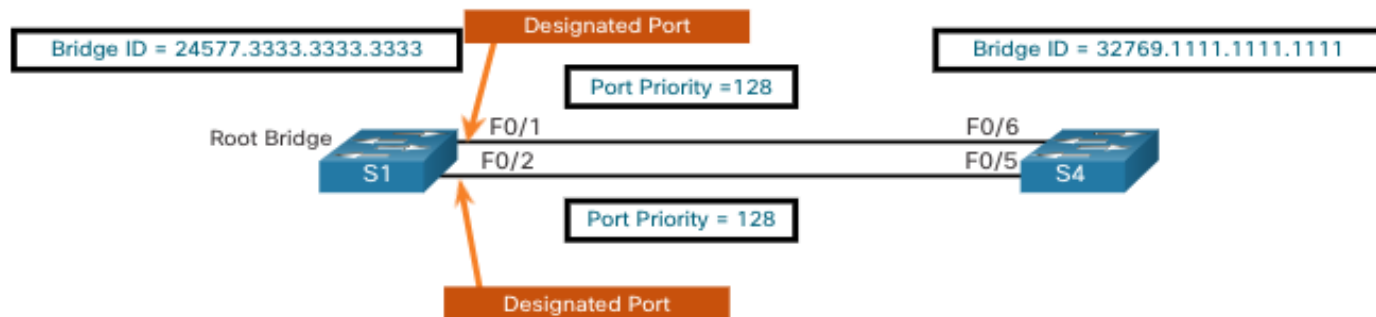 Designated Port
Bridge ID = 24577.3333.3333.3333
Bridge ID = 32769.1111.1111.1111
Port Priority =128
Root Bridge
F0/1
F0/6
F0/2
F0/5
S1
S4
Port Priority = 128
Designated Port